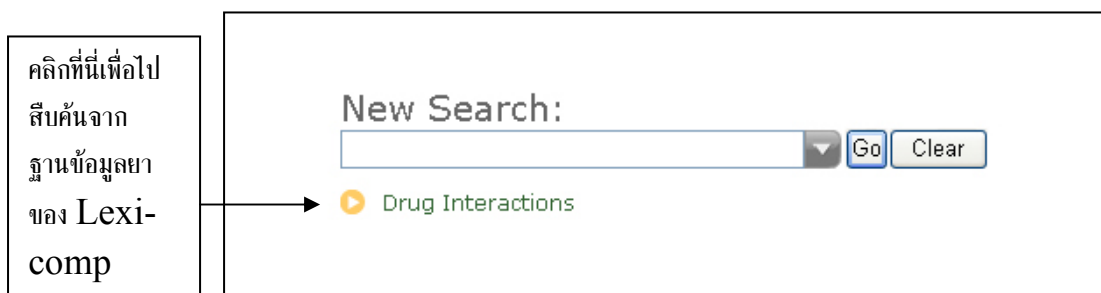 คลิกที่นี่เพื่อไป
สืบค้นจาก
ฐานข้อมูลยา
ของ Lexi-
comp
New Search:
Go Clear
Drug Interactions